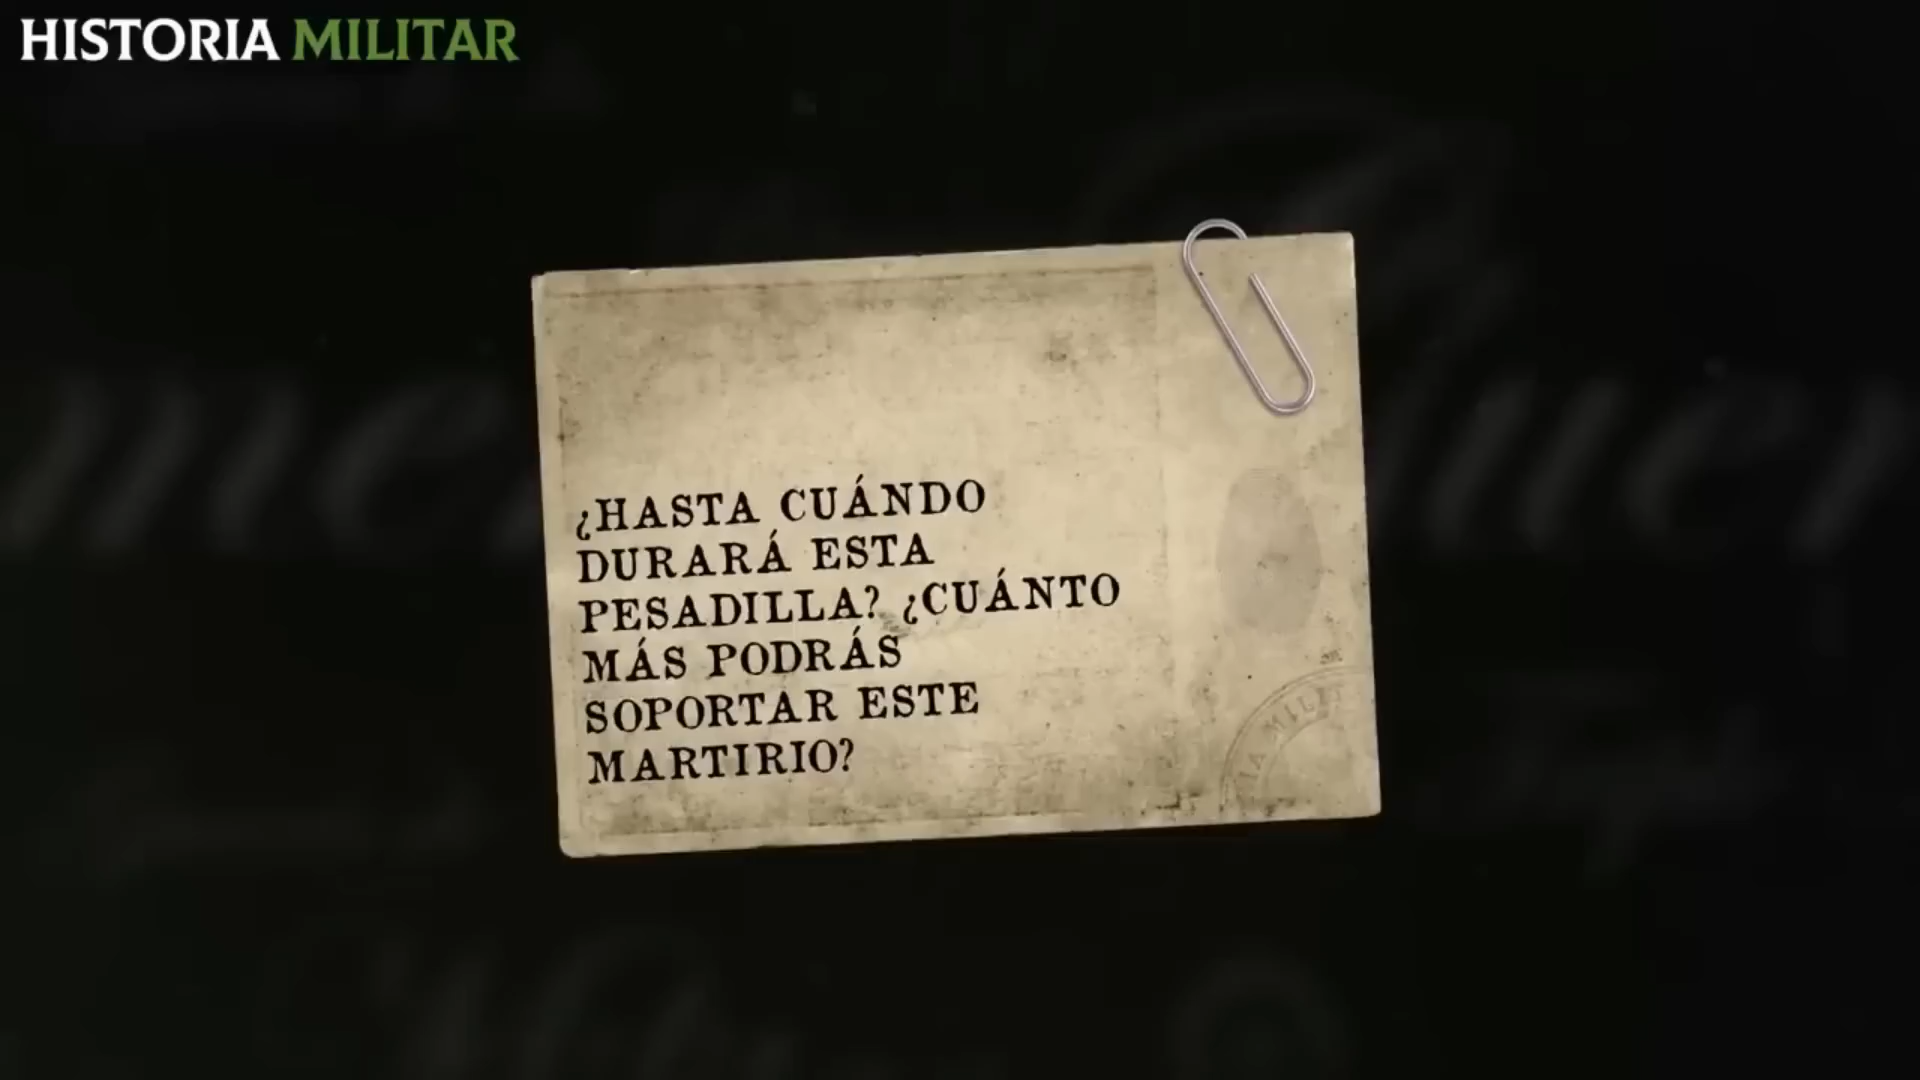 HISTORIA MILITAR
¿HASTA CUÁNDO
DURARÁ ESTA
PESADILLA? ¿CUÁNTO
MÁS PODRÁS
SOPORTAR ESTE
MARTIRIO?